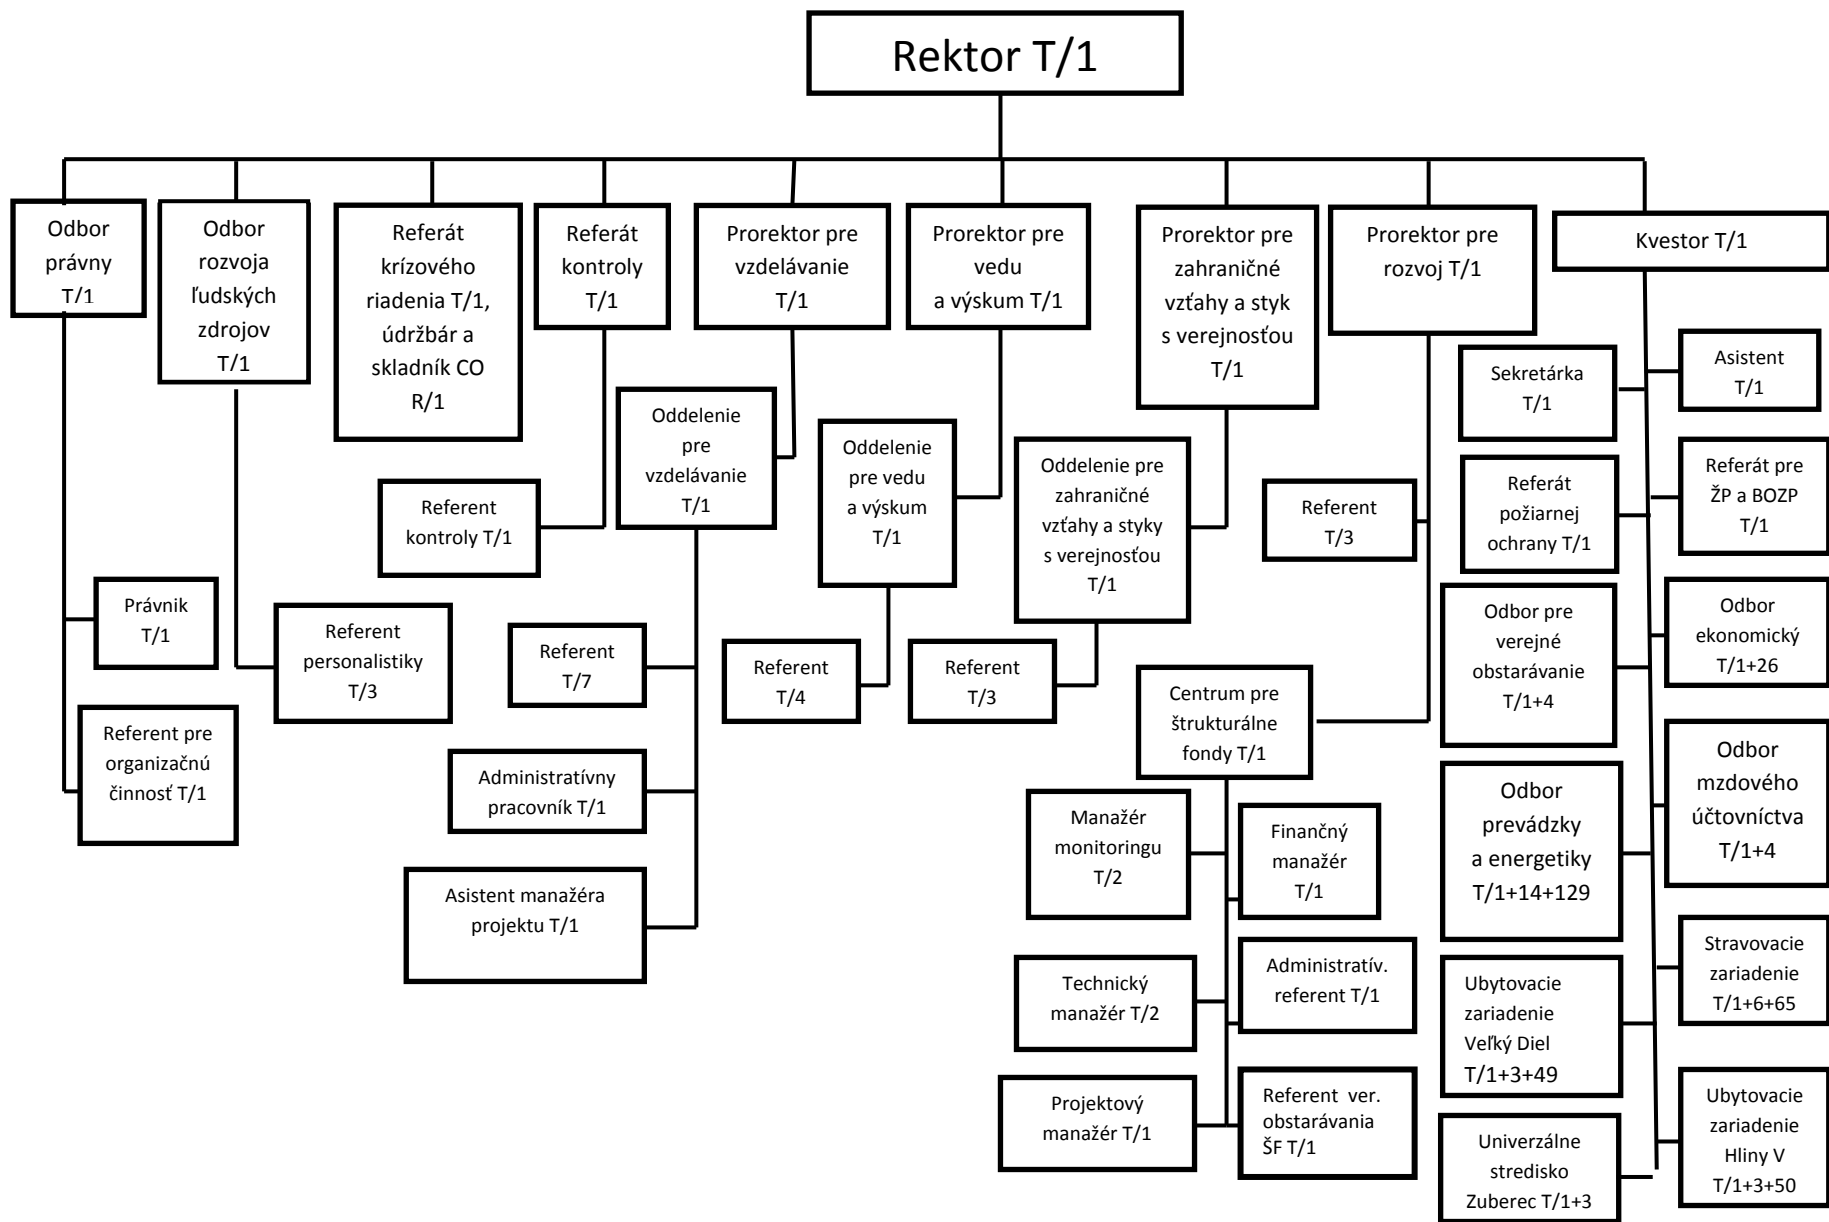 Rektor T/1
Odbor
právny
T/1
Odbor
rozvoja
ľudských
zdrojov
T/1
Referát
krízového
riadenia T/1,
údržbár a
skladník CO
R/1
Referát
kontroly
T/1
Prorektor pre
vzdelávanie
T/1
Prorektor pre
vedu
a výskum T/1
Prorektor pre
zahraničné
vzťahy a styk
s verejnosťou
T/1
Prorektor pre
rozvoj T/1
Kvestor T/1
Sekretárka
T/1
Asistent
T/1
Oddelenie
pre
vzdelávanie
T/1
Oddelenie
pre vedu
a výskum
T/1
Oddelenie pre
zahraničné
vzťahy a styky
s verejnosťou
T/1
Referent
kontroly T/1
Referent
T/3
Referát
požiarnej
ochrany T/1
Referát pre
ŽP a BOZP
T/1
Právnik
T/1
Referent
personalistiky
T/3
Referent
T/7
Referent
T/4
Referent
T/3
Centrum pre
štrukturálne
fondy T/1
Odbor pre
verejné
obstarávanie
T/1+4
Odbor
ekonomický
T/1+26
Referent pre
organizačnú
činnosť T/1
Administratívny
pracovník T/1
Asistent manažéra
projektu T/1
Manažér
monitoringu
T/2
Finančný
manažér
T/1
Odbor
prevádzky
a energetiky
T/1+14+129
Odbor
mzdového
účtovníctva
T/1+4
Technický
manažér T/2
Administratív.
referent T/1
Ubytovacie
zariadenie
Veľký Diel
T/1+3+49
Stravovacie
zariadenie
T/1+6+65
Projektový
manažér T/1
Referent ver.
obstarávania
ŠF T/1
Univerzálne
stredisko
Zuberec T/1+3
Ubytovacie
zariadenie
Hliny V
T/1+3+50